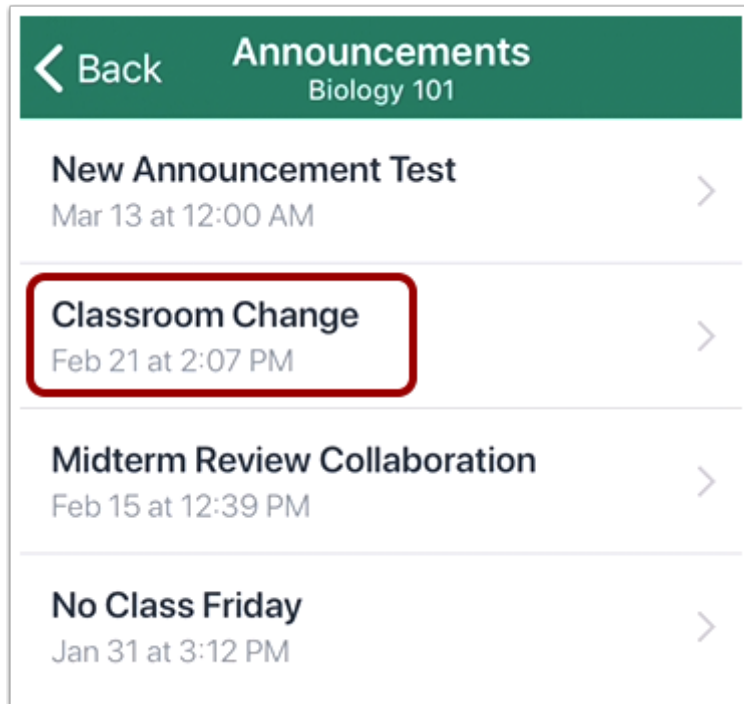 Back
Announcements
Biology 101
New Announcement Test
Mar 13 at 12:00 AM
Classroom Change
Feb 21 at 2:07 PM
Midterm Review Collaboration
Feb 15 at 12:39 PM
No Class Friday
Jan 31 at 3:12 PM